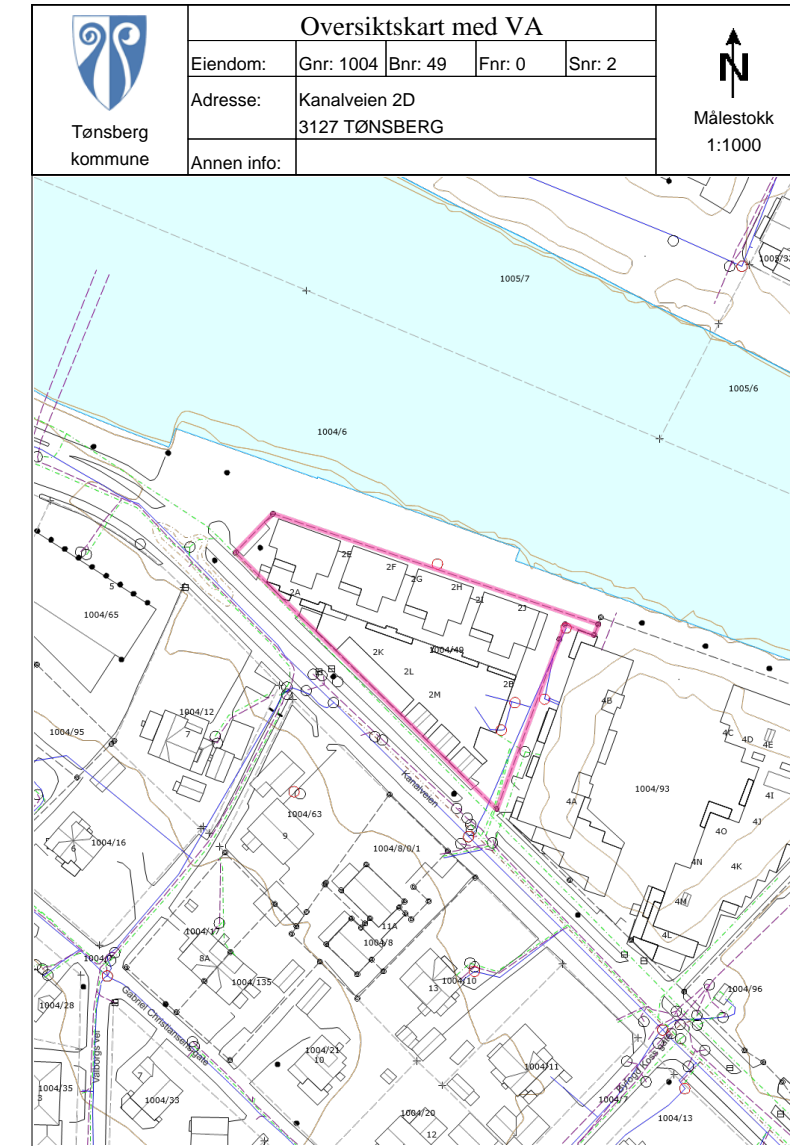 Oversiktskart med VA
Eiendom: Gnr: 1004 Bnr: 49 Fnr: 0 Snr: 2
Adresse: Kanalveien 2D
3127 TØNSBERG
Annen info:
Tønsberg
kommune
N
Målestokk
1:1000
1005/7
1005/6
1004/6
2E
2F
2G
2H
2I
2J
2A
5
1004/65
2K
1004/49
2L
2M
2B
4B
4C
4D
4E
1004/12
7
1004/95
1004/93
4I
4A
4J
4O
Kanalveien
1004/63
9
1004/16
6
1004/8/0/1
4N
4K
4M
4L
1004/17
11A
1004/8
8A
1004/135
1004/10
13
1004/96
1004/28
Gabriel Christiansens gate
Valborgs vei
1004/21
10
1004/11
1004/35
3
7
1004/33
1004/7
1004/20
12
1004/13